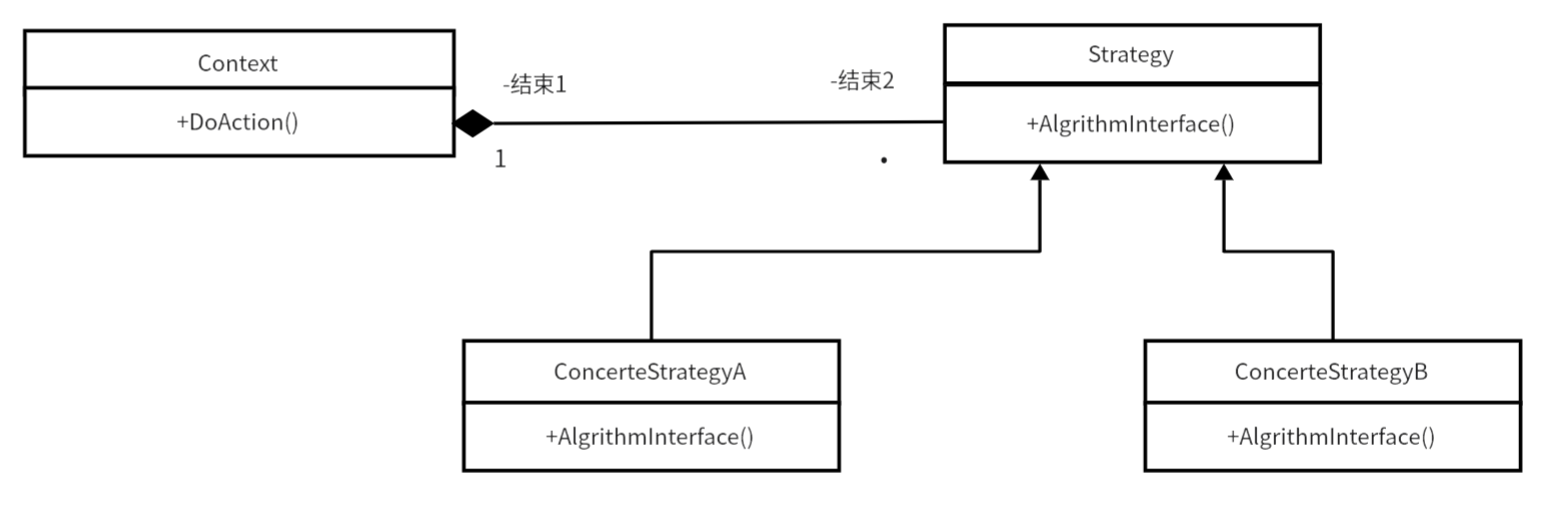 Context
Strategy
-结束1
-结束2
+DoAction()
+AlgrithmInterface()
1
ConcerteStrategyA
ConcerteStrategyB
+AlgrithmInterface()
+AlgrithmInterface()